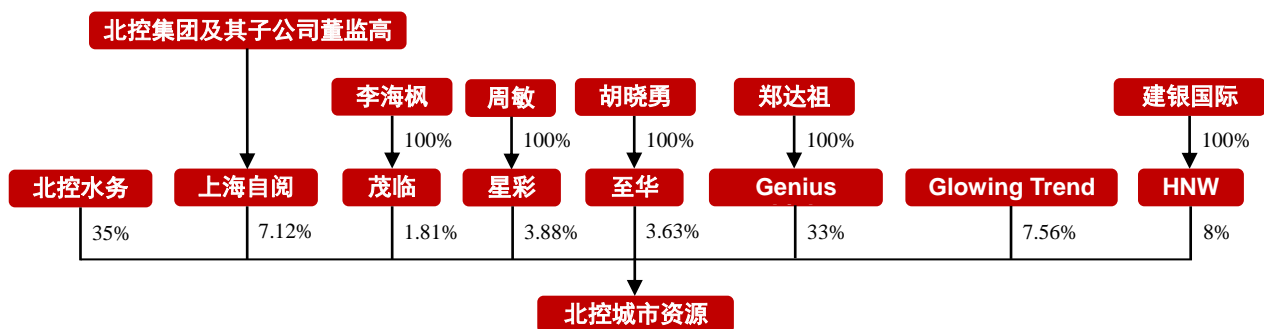 北控集团及其子公司董监高
李海枫
周敏
胡晓勇
郑达祖
建银国际
100%
100%
100%
100%
100%
北控水务
上海自阅
茂临
星彩
至华
Genius
Glowing Trend
HNW
35%
7.12%
1.81%
3.88%
3.63%
33%
7.56%
8%
北控城市资源